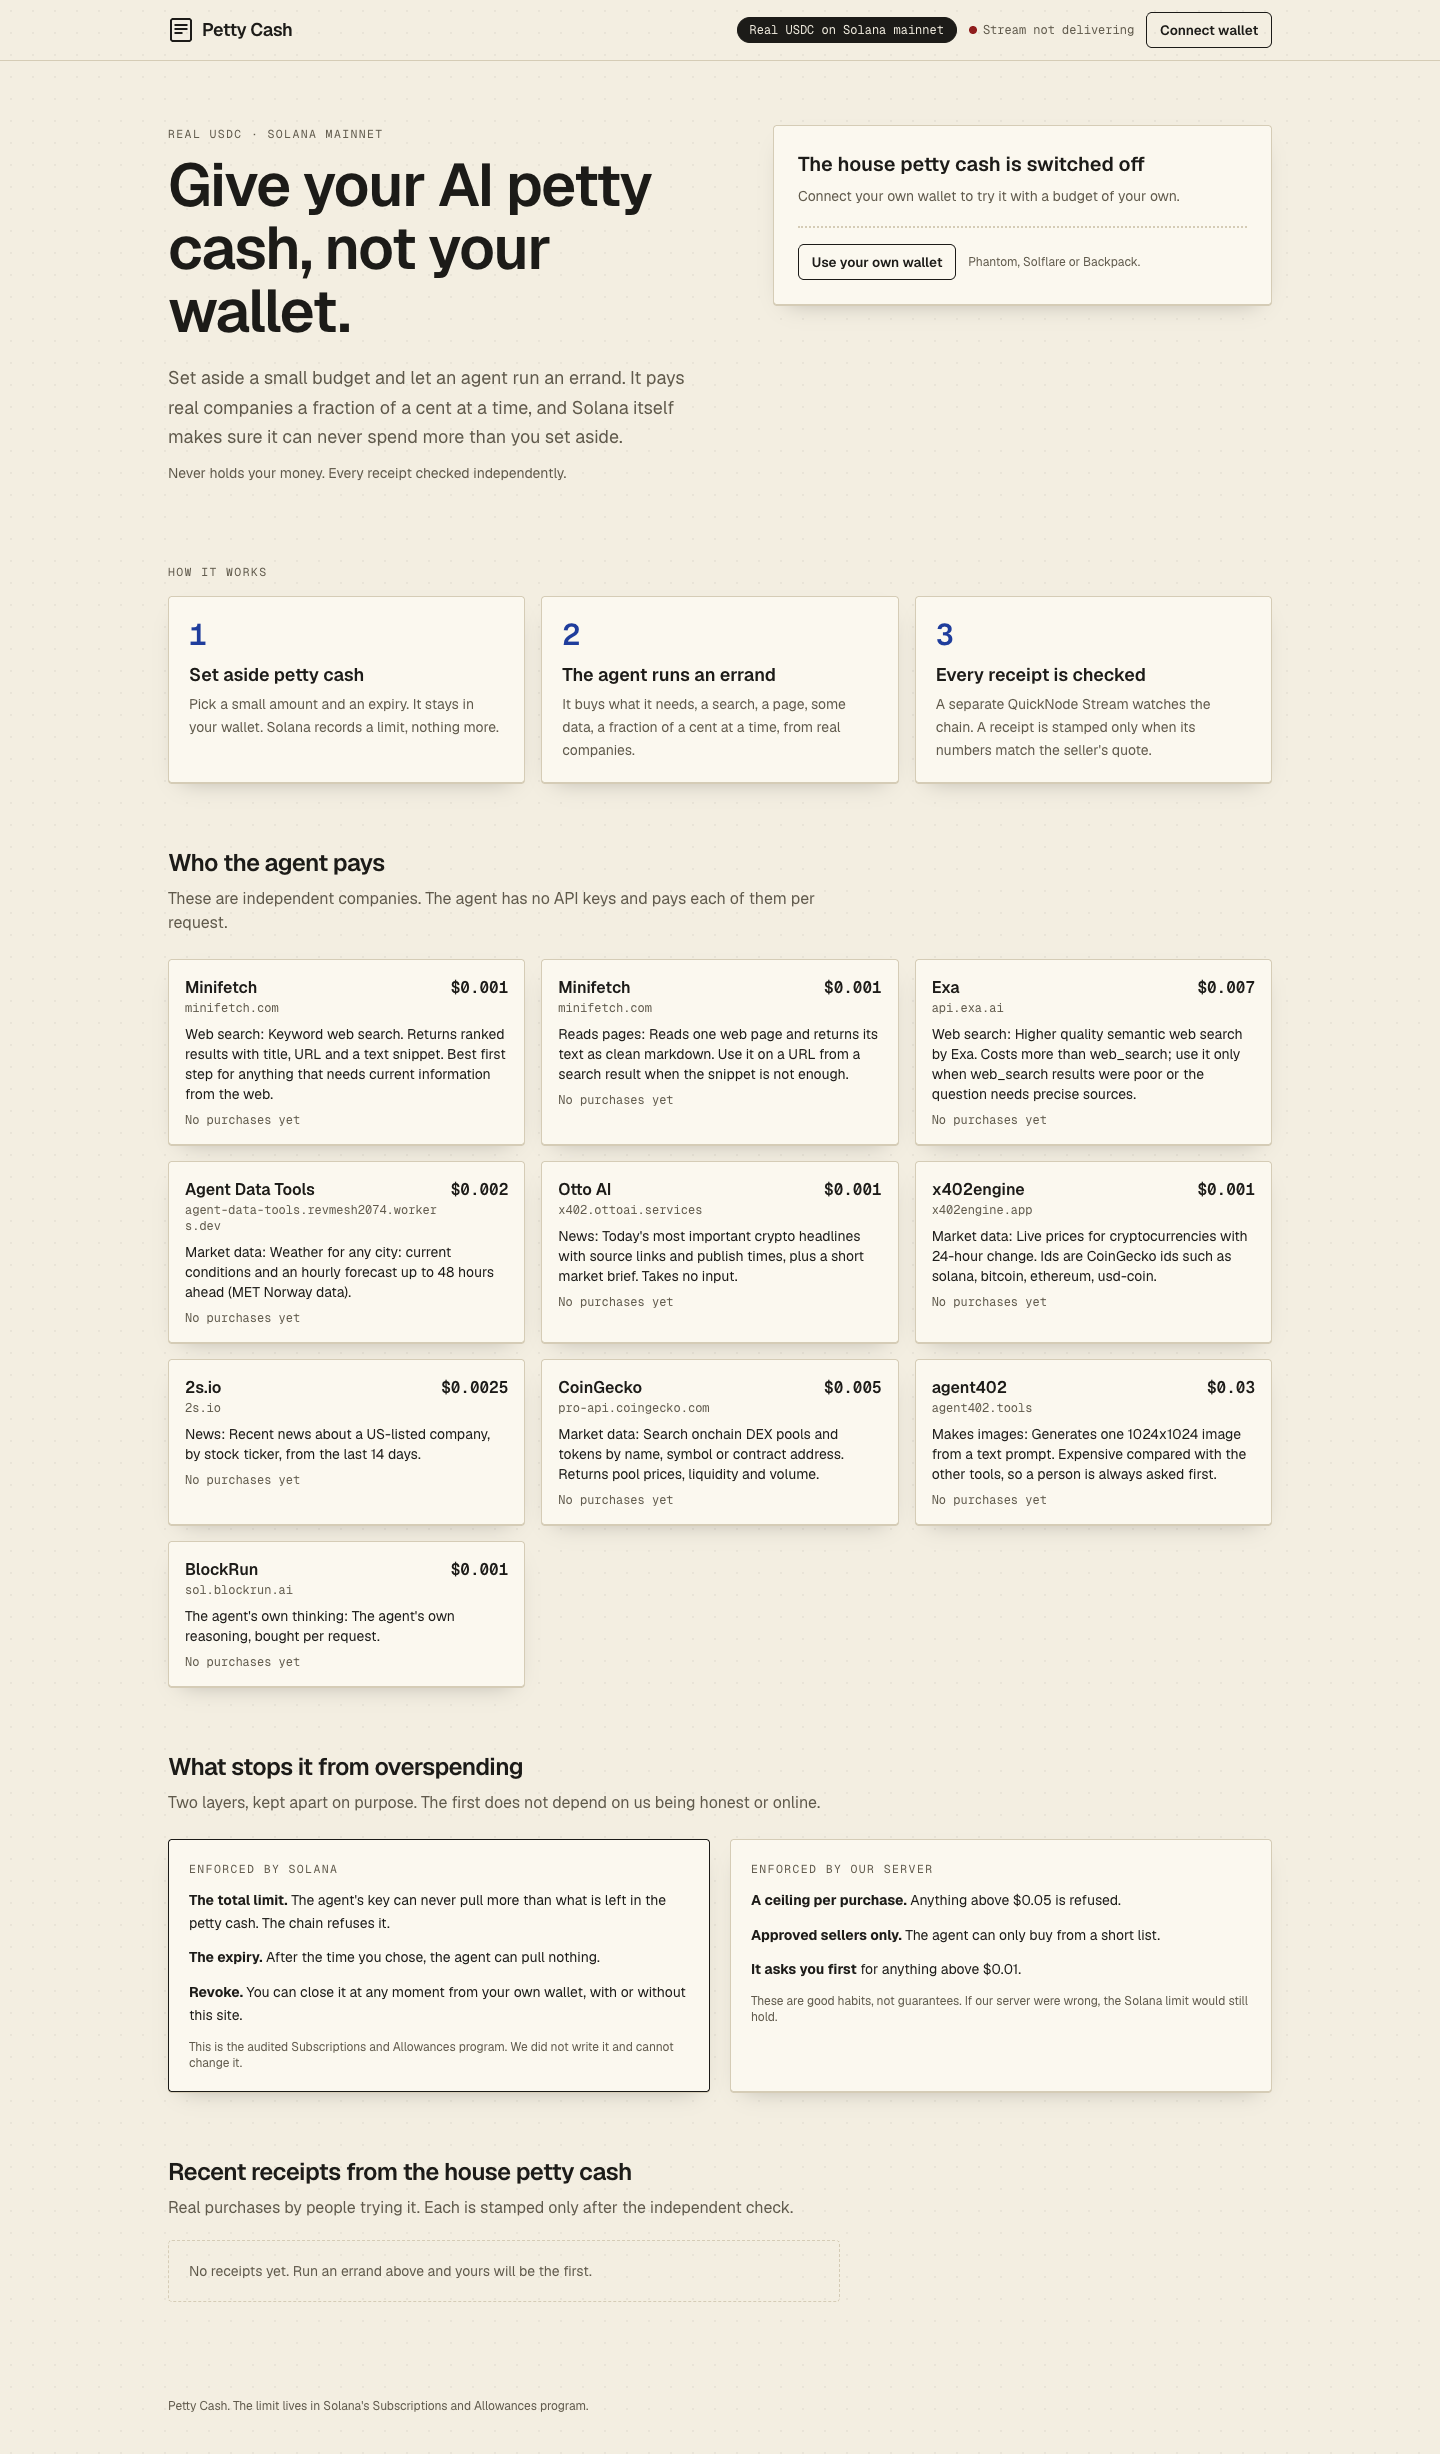 Petty Cash
Real USDC on Solana mainnet
Stream not delivering
Connect wallet
REAL USDC · SOLANA MAINNET
Give your AI petty
cash, not your
wallet.
Set aside a small budget and let an agent run an errand. It pays
real companies a fraction of a cent at a time, and Solana itself
makes sure it can never spend more than you set aside.
Never holds your money. Every receipt checked independently.
The house petty cash is switched off
Connect your own wallet to try it with a budget of your own.
Use your own wallet
Phantom, Solflare or Backpack.
HOW IT WORKS
1
Set aside petty cash
Pick a small amount and an expiry. It stays in
your wallet. Solana records a limit, nothing more.
2
The agent runs an errand
It buys what it needs, a search, a page, some
data, a fraction of a cent at a time, from real
companies.
3
Every receipt is checked
A separate QuickNode Stream watches the
chain. A receipt is stamped only when its
numbers match the seller's quote.
Who the agent pays
These are independent companies. The agent has no API keys and pays each of them per
request.
Minifetch
$0.001
minifetch.com
Web search: Keyword web search. Returns ranked
results with title, URL and a text snippet. Best first
step for anything that needs current information
from the web.
No purchases yet
Minifetch
$0.001
minifetch.com
Reads pages: Reads one web page and returns its
text as clean markdown. Use it on a URL from a
search result when the snippet is not enough.
No purchases yet
Exa
$0.007
api.exa.ai
Web search: Higher quality semantic web search
by Exa. Costs more than web_search; use it only
when web_search results were poor or the
question needs precise sources.
No purchases yet
Agent Data Tools
$0.002
agent-data-tools.revmesh2074.worker
s.dev
Market data: Weather for any city: current
conditions and an hourly forecast up to 48 hours
ahead (MET Norway data).
No purchases yet
Otto AI
$0.001
x402.ottoai.services
News: Today's most important crypto headlines
with source links and publish times, plus a short
market brief. Takes no input.
No purchases yet
x402engine
$0.001
x402engine.app
Market data: Live prices for cryptocurrencies with
24-hour change. Ids are CoinGecko ids such as
solana, bitcoin, ethereum, usd-coin.
No purchases yet
2s.io
$0.0025
2s.io
News: Recent news about a US-listed company,
by stock ticker, from the last 14 days.
No purchases yet
CoinGecko
$0.005
pro-api.coingecko.com
Market data: Search onchain DEX pools and
tokens by name, symbol or contract address.
Returns pool prices, liquidity and volume.
No purchases yet
agent402
$0.03
agent402.tools
Makes images: Generates one 1024x1024 image
from a text prompt. Expensive compared with the
other tools, so a person is always asked first.
No purchases yet
BlockRun
$0.001
sol.blockrun.ai
The agent's own thinking: The agent's own
reasoning, bought per request.
No purchases yet
What stops it from overspending
Two layers, kept apart on purpose. The first does not depend on us being honest or online.
ENFORCED BY SOLANA
The total limit. The agent's key can never pull more than what is left in the
petty cash. The chain refuses it.
The expiry. After the time you chose, the agent can pull nothing.
Revoke. You can close it at any moment from your own wallet, with or without
this site.
This is the audited Subscriptions and Allowances program. We did not write it and cannot
change it.
ENFORCED BY OUR SERVER
A ceiling per purchase. Anything above $0.05 is refused.
Approved sellers only. The agent can only buy from a short list.
It asks you first for anything above $0.01.
These are good habits, not guarantees. If our server were wrong, the Solana limit would still
hold.
Recent receipts from the house petty cash
Real purchases by people trying it. Each is stamped only after the independent check.
No receipts yet. Run an errand above and yours will be the first.
Petty Cash. The limit lives in Solana's Subscriptions and Allowances program.